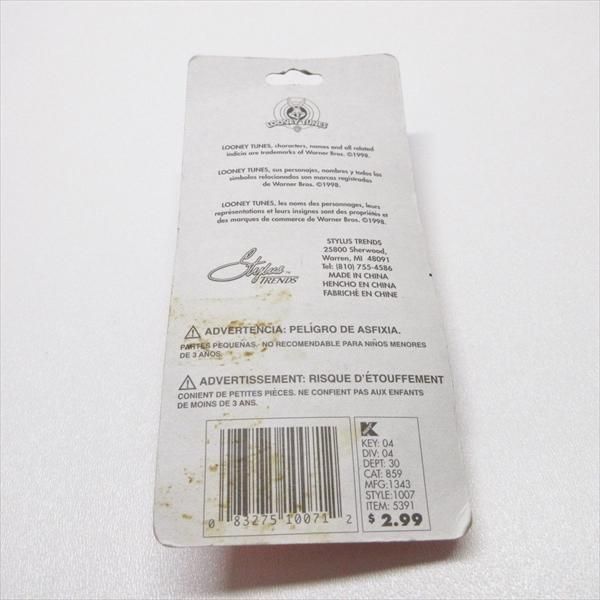 LOONEY TUNES
LOONEY TUNES, characters, names and all related
indicia are trademarks of Warner Bros. ©1998.
LOONEY TUNES, sus personajes, nombres y todos los
símbolos relacionados son marcas registradas
de Warner Bros. ©1998.
LOONEY TUNES, les noms des personnages, leurs
représentations et leurs insignes sont des propriétés et
des marques de commerce de Warner Bros. ©1998.
Stylus TRENDS™
STYLUS TRENDS
25800 Sherwood,
Warren, MI 48091
Tel: (810) 755-4586
MADE IN CHINA
HENCHO EN CHINA
FABRICHÉ EN CHINE
ADVERTENCIA: PELÍGRO DE ASFIXIA.
PARTES PEQUEÑAS. NO RECOMENDABLE PARA NIÑOS MENORES
DE 3 AÑOS.
ADVERTISSEMENT: RISQUE D'ÉTOUFFEMENT
CONIENT DE PETITES PIÈCES. NE CONFIENT PAS AUX ENFANTS
DE MOINS DE 3 ANS.
0 83275 10071 2
K
KEY: 04
DIV: 04
DEPT: 30
CAT: 859
MFG:1343
STYLE:1007
ITEM: 5391
$ 2.99